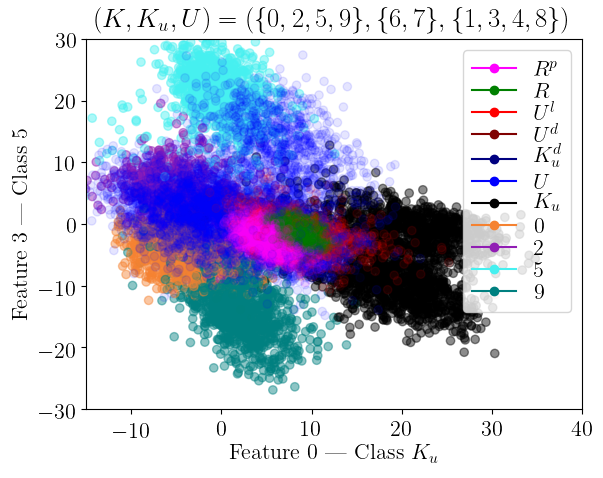 (K, K_u, U) = ({0, 2, 5, 9}, {6, 7}, {1, 3, 4, 8})
30
20
10
0
−10
−20
−30
Feature 3 — Class 5
R^p
R
U^l
U^d
K_u^d
U
K_u
0
2
5
9
−10
0
10
20
30
40
Feature 0 — Class K_u